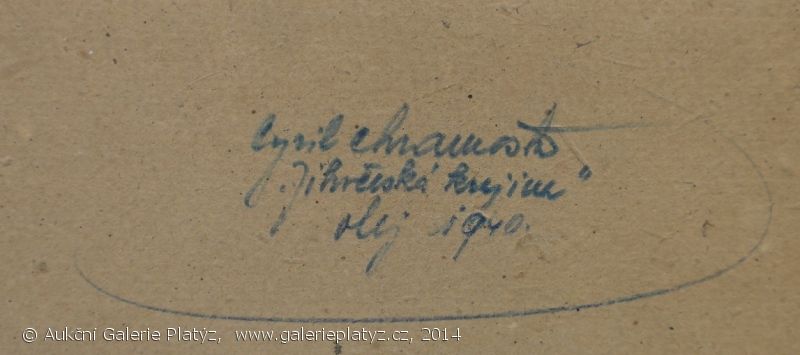 Cyril Chramosta
„Jihočeská krajina“
olej 1940.
© Aukční Galerie Platýz, www.galerieplatyz.cz, 2014